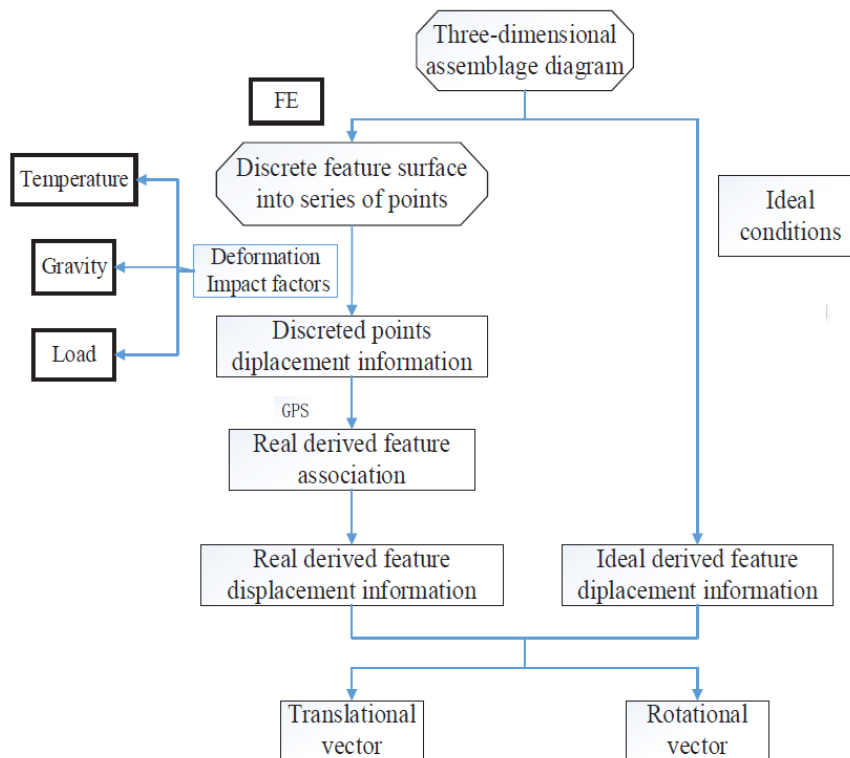 Three-dimensional
assemblage diagram
FE
Discrete feature surface
into series of points
Temperature
Ideal
conditions
Deformation
Impact factors
Gravity
Load
Discreted points
diplacement information
GPS
Real derived feature
association
Real derived feature
displacement information
Ideal derived feature
diplacement information
Translational
vector
Rotational
vector